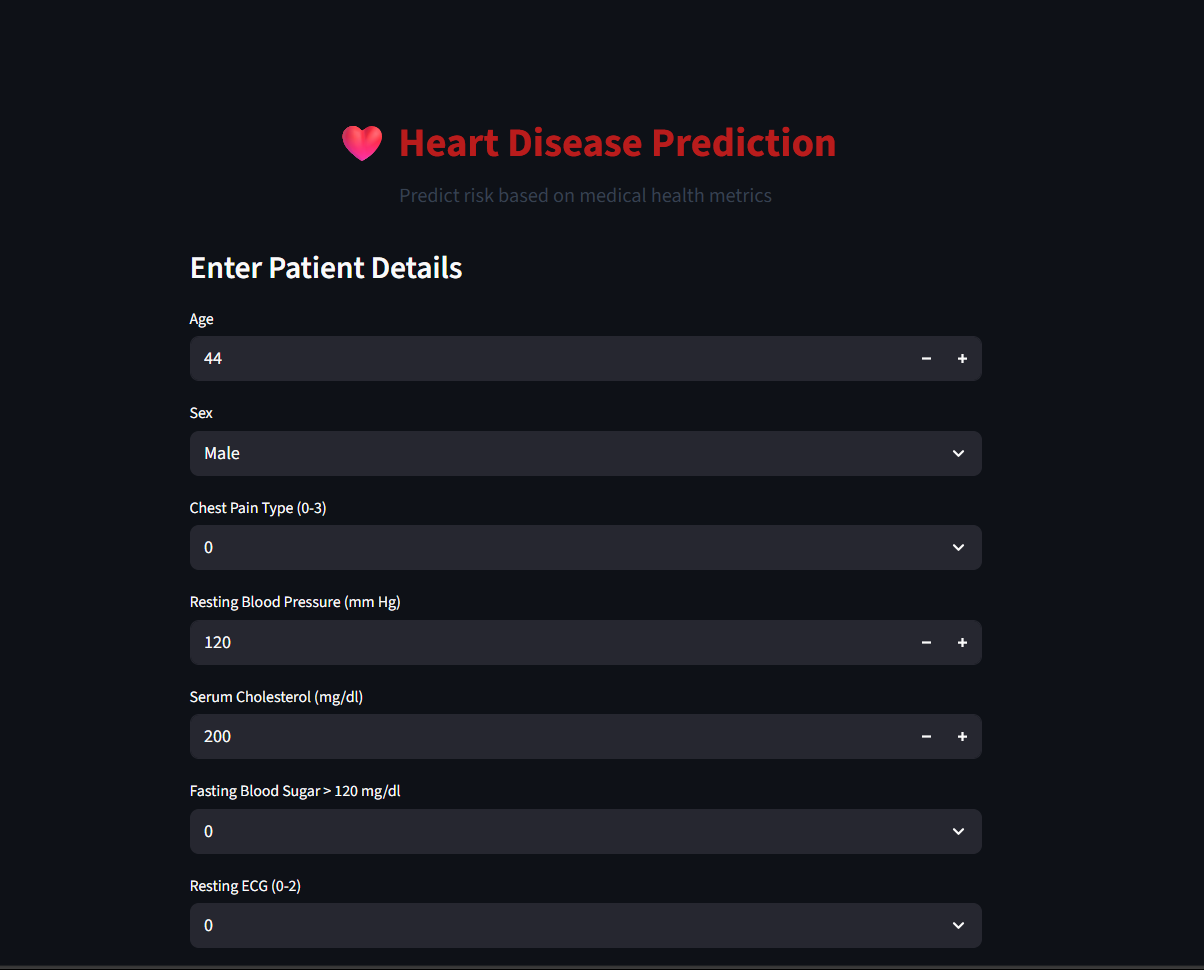 Heart Disease Prediction
Predict risk based on medical health metrics
Enter Patient Details
Age
44
Sex
Male
Chest Pain Type (0-3)
0
Resting Blood Pressure (mm Hg)
120
Serum Cholesterol (mg/dl)
200
Fasting Blood Sugar > 120 mg/dl
0
Resting ECG (0-2)
0